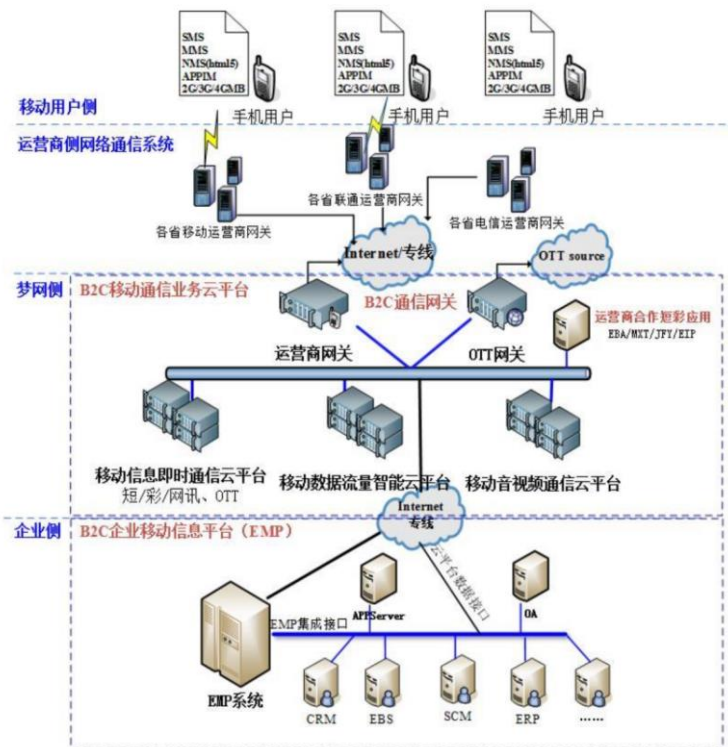 SMS
MMS
NMS(html5)
APPIM
2G/3G/4GMB
手机用户
SMS
MMS
NMS(html5)
APPIM
2G/3G/4GMB
手机用户
SMS
MMS
NMS(html5)
APPIM
2G/3G/4GMB
手机用户
移动用户侧
运营商侧网络通信系统
各省移动运营商网关
各省联通运营商网关
各省电信运营商网关
Internet/专线
OTT source
梦网侧
B2C移动通信业务云平台
B2C通信网关
运营商合作短彩应用
EBA/MXT/JFY/EIP
运营商网关
OTT网关
移动信息即时通信云平台
短/彩/网讯、OTT
移动数据流量智能云平台
移动音视频通信云平台
Internet
专线
企业侧
B2C企业移动信息平台（EMP）
云平台数据接口
APPServer
OA
EMP集成接口
EMP系统
CRM
EBS
SCM
ERP
……